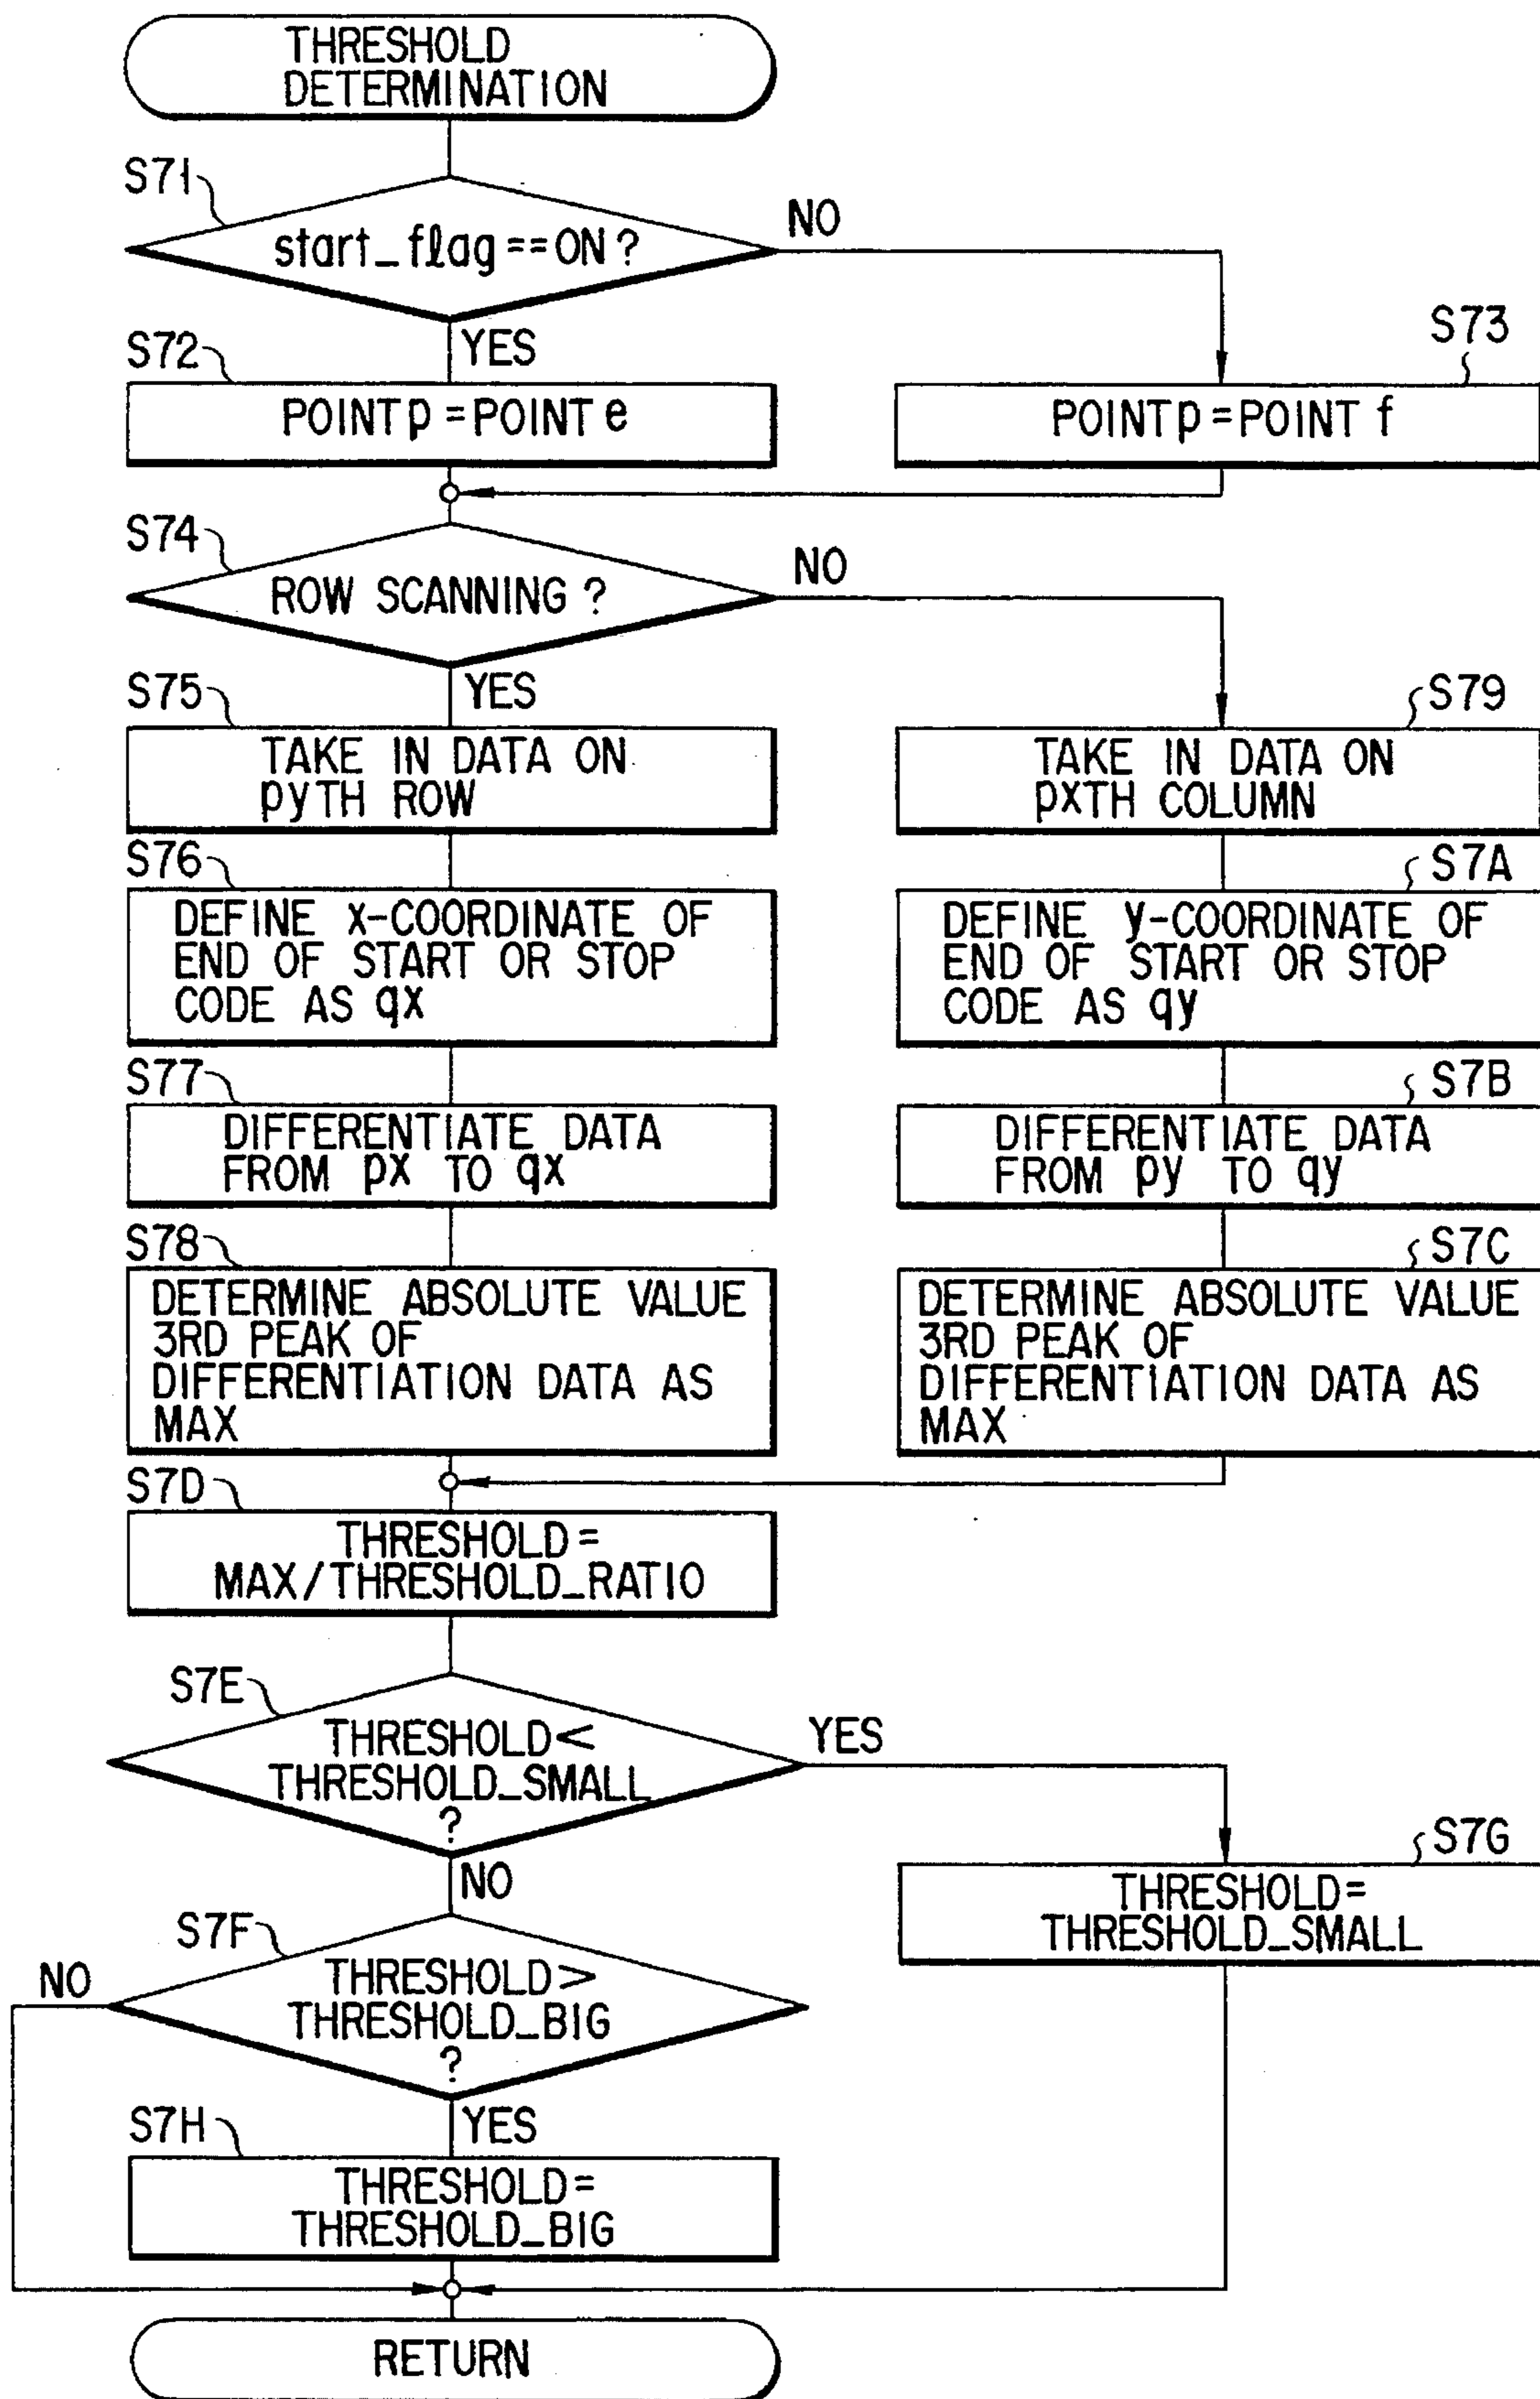 THRESHOLD
DETERMINATION
S71
start_flag==ON?
NO
YES
S72
POINT p = POINT e
S73
POINT p = POINT f
S74
ROW SCANNING ?
NO
YES
S75
TAKE IN DATA ON
pyTH ROW
S79
TAKE IN DATA ON
pxTH COLUMN
S76
DEFINE x-COORDINATE OF
END OF START OR STOP
CODE AS qx
S7A
DEFINE y-COORDINATE OF
END OF START OR STOP
CODE AS qy
S77
DIFFERENTIATE DATA
FROM px TO qx
S7B
DIFFERENTIATE DATA
FROM py TO qy
S78
DETERMINE ABSOLUTE VALUE
3RD PEAK OF
DIFFERENTIATION DATA AS
MAX
S7C
DETERMINE ABSOLUTE VALUE
3RD PEAK OF
DIFFERENTIATION DATA AS
MAX
S7D
THRESHOLD=
MAX/THRESHOLD_RATIO
S7E
THRESHOLD<
THRESHOLD_SMALL
?
YES
NO
S7G
THRESHOLD=
THRESHOLD_SMALL
S7F
THRESHOLD>
THRESHOLD_BIG
?
NO
YES
S7H
THRESHOLD=
THRESHOLD_BIG
RETURN